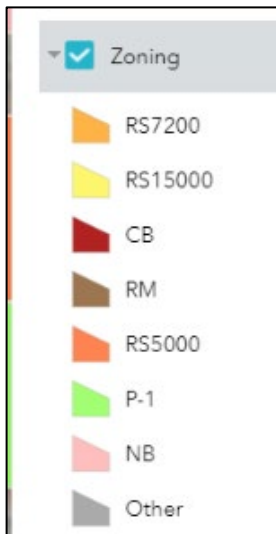 Zoning
RS7200
RS15000
CB
RM
RS5000
P-1
NB
Other